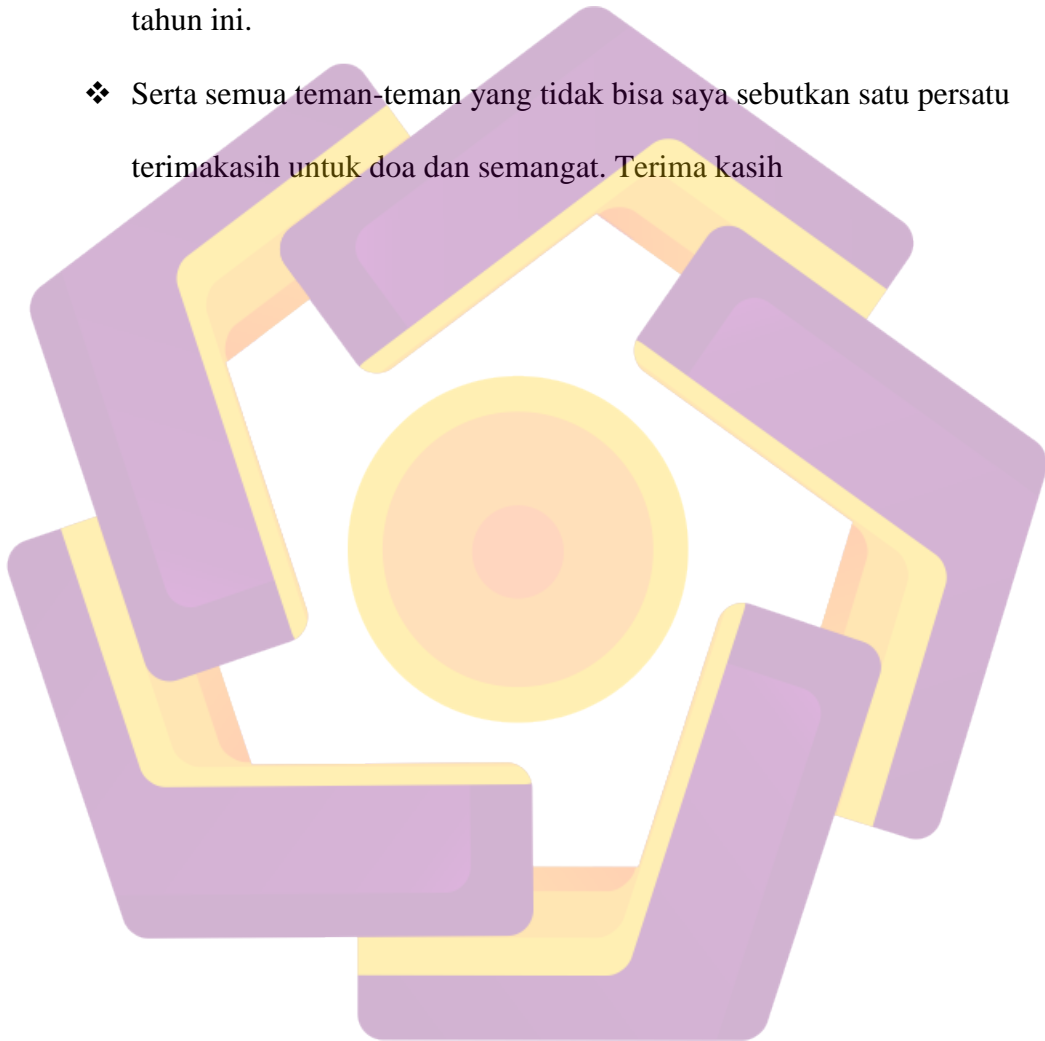 tahun ini.
❖ Serta semua teman-teman yang tidak bisa saya sebutkan satu persatu
terimakasih untuk doa dan semangat. Terima kasih